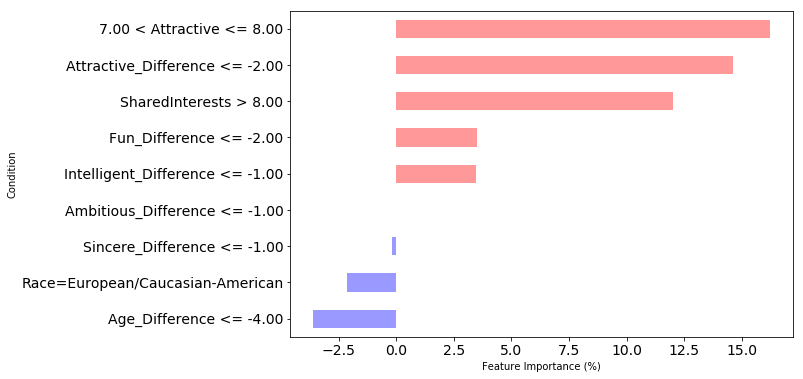 7.00 < Attractive <= 8.00
Attractive_Difference <= -2.00
SharedInterests > 8.00
Fun_Difference <= -2.00
Intelligent_Difference <= -1.00
Ambitious_Difference <= -1.00
Sincere_Difference <= -1.00
Race=European/Caucasian-American
Age_Difference <= -4.00
Condition
−2.5 0.0 2.5 5.0 7.5 10.0 12.5 15.0
Feature Importance (%)